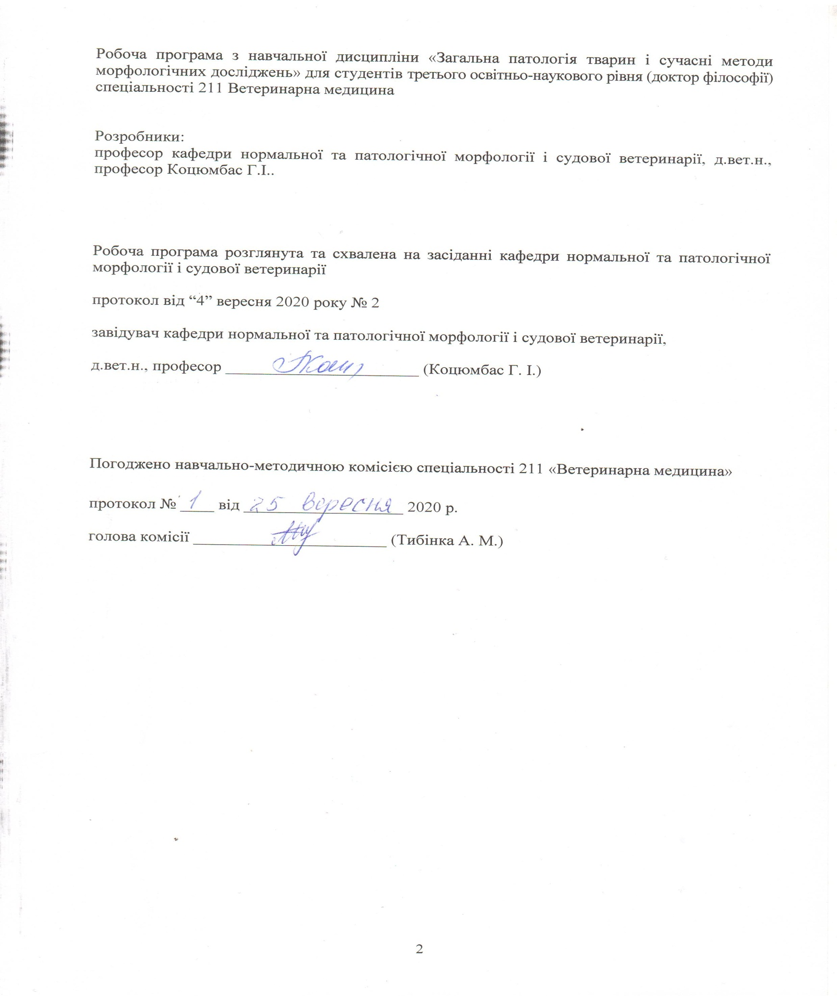 Робоча програма з навчальної дисципліни «Загальна патологія тварин і сучасні методи
морфологічних досліджень» для студентів третього освітньо-наукового рівня (доктор філософії)
спеціальності 211 Ветеринарна медицина
Розробники:
професор кафедри нормальної та патологічної морфології і судової ветеринарії, д.вет.н.,
професор Коцюмбас Г.І..
Робоча програма розглянута та схвалена на засіданні кафедри нормальної та патологічної
морфології і судової ветеринарії
протокол від “4” вересня 2020 року № 2
завідувач кафедри нормальної та патологічної морфології і судової ветеринарії,
д.вет.н., професор (Коцюмбас Г. І.)
Погоджено навчально-методичною комісією спеціальності 211 «Ветеринарна медицина»
протокол № 1 від 25 вересня 2020 р.
голова комісії (Тибінка А. М.)
2